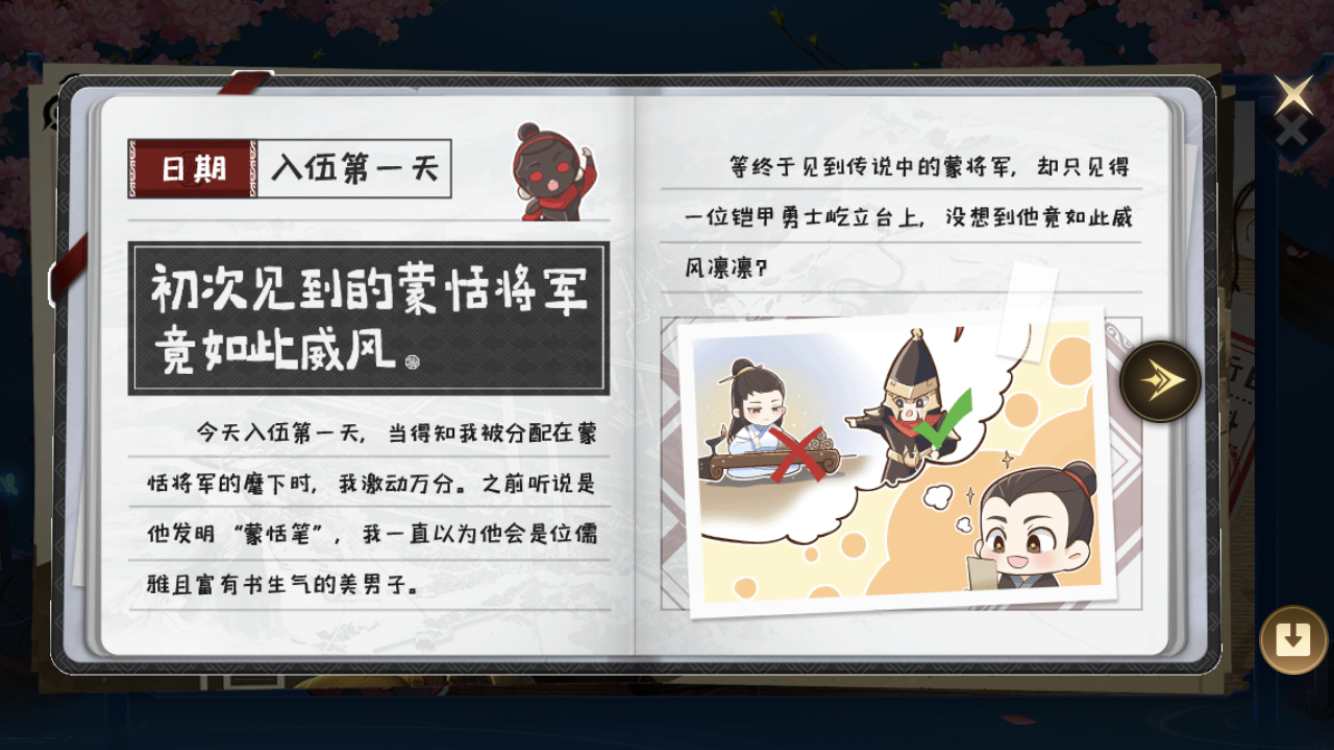 日期
入伍第一天
初次见到的蒙恬将军
竟如此威风。
今天入伍第一天，当得知我被分配在蒙
恬将军的麾下时，我激动万分。之前听说是
他发明“蒙恬笔”，我一直以为他会是位儒
雅且富有书生气的美男子。
等终于见到传说中的蒙将军，却只见得
一位铠甲勇士屹立台上，没想到他竟如此威
风凛凛？